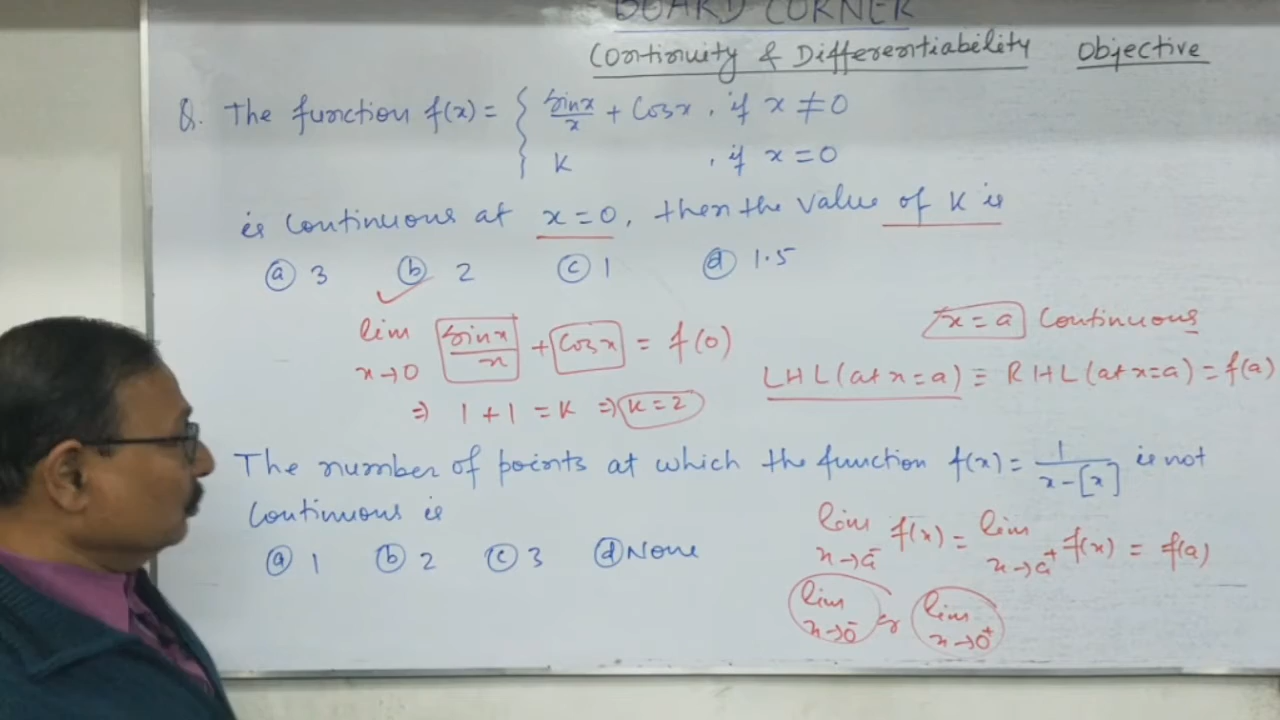 BOARD CORNER
Continuity & Differentiability Objective
Q. The function f(x) = { sinx/x + Cosx, if x ≠ 0
K , if x = 0
is continuous at x = 0, then the value of K is
(a) 3 (b) 2 (c) 1 (d) 1.5
lim x→0 sinx/x + Cosx = f(0)
⇒ 1 + 1 = K ⇒ K = 2
x = a Continuous
LHL (at x = a) = RHL (at x = a) = f(a)
The number of points at which the function f(x) = 1/(x-[x]) is not
Continuous is
(a) 1 (b) 2 (c) 3 (d) None
lim x→a⁻ f(x) = lim x→a⁺ f(x) = f(a)
lim x→0⁻ lim x→0⁺